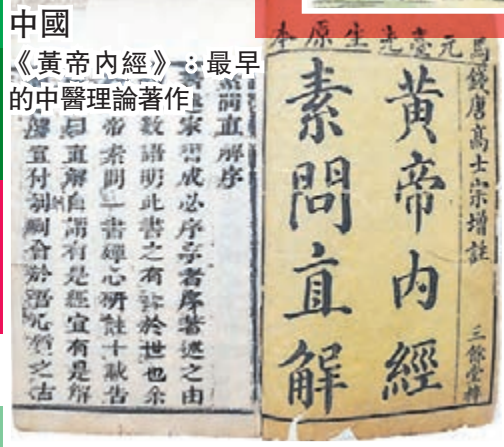 中國
《黃帝內經》：最早
的中醫理論著作
元臺先生原本
馬錢唐高士宗增註
黃帝內經
素問直解
三餘堂梓
問直解序
家習成必序序者序著述之由
數語明此書之有於世也余
帝素問一書殫心研註十載告
曰直解自謂有是經宜有是解
宜付剞劂會於潛之古